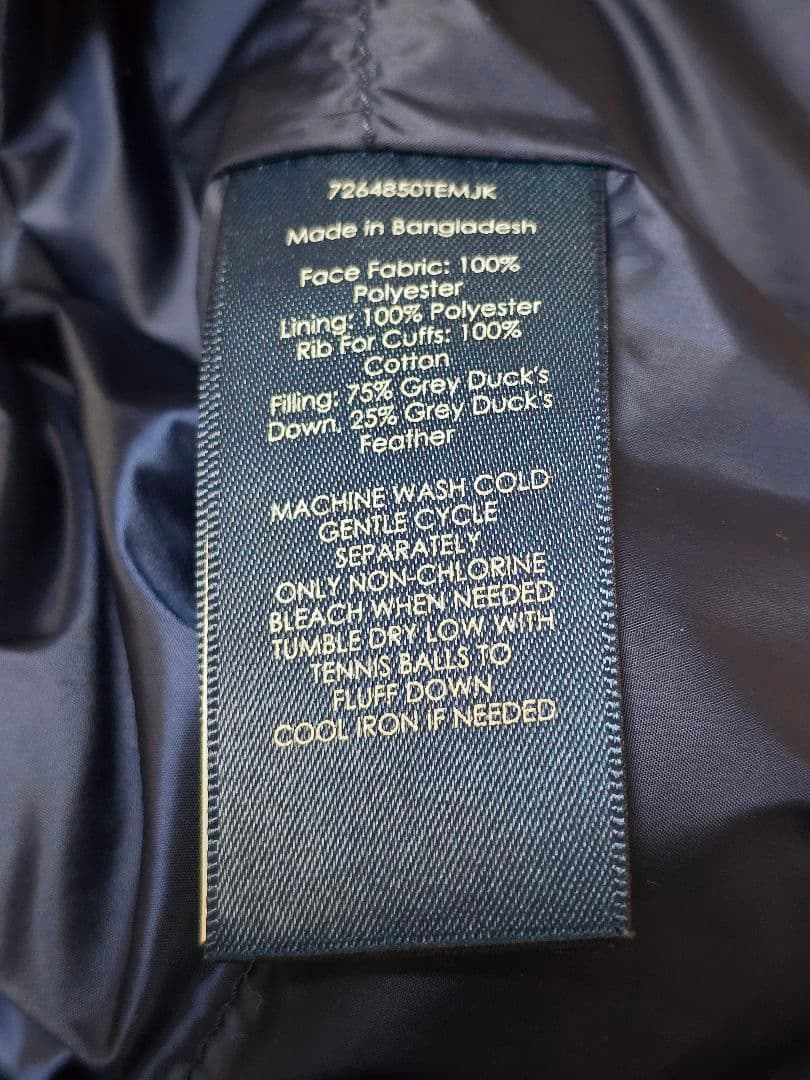 7264850TEMJK
Made in Bangladesh
Face Fabric: 100%
Polyester
Lining: 100% Polyester
Rib For Cuffs: 100%
Cotton
Filling: 75% Grey Duck's
Down, 25% Grey Duck's
Feather
MACHINE WASH COLD
GENTLE CYCLE
SEPARATELY
ONLY NON-CHLORINE
BLEACH WHEN NEEDED
TUMBLE DRY LOW WITH
TENNIS BALLS TO
FLUFF DOWN
COOL IRON IF NEEDED